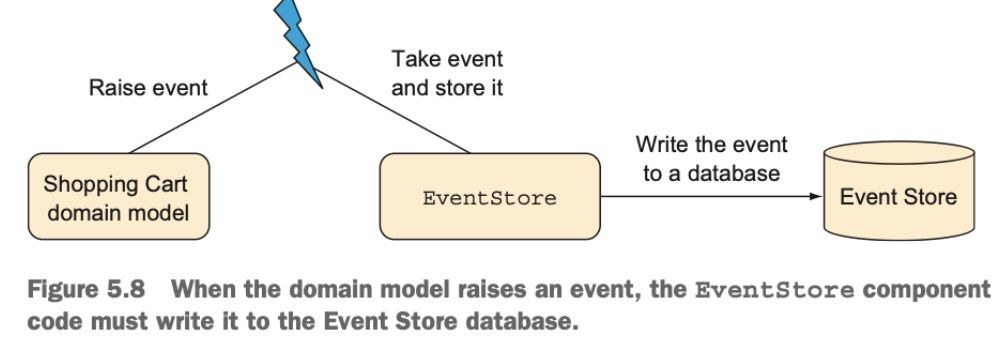 Raise event
Take event
and store it
Shopping Cart
domain model
EventStore
Write the event
to a database
Event Store
Figure 5.8 When the domain model raises an event, the EventStore component
code must write it to the Event Store database.